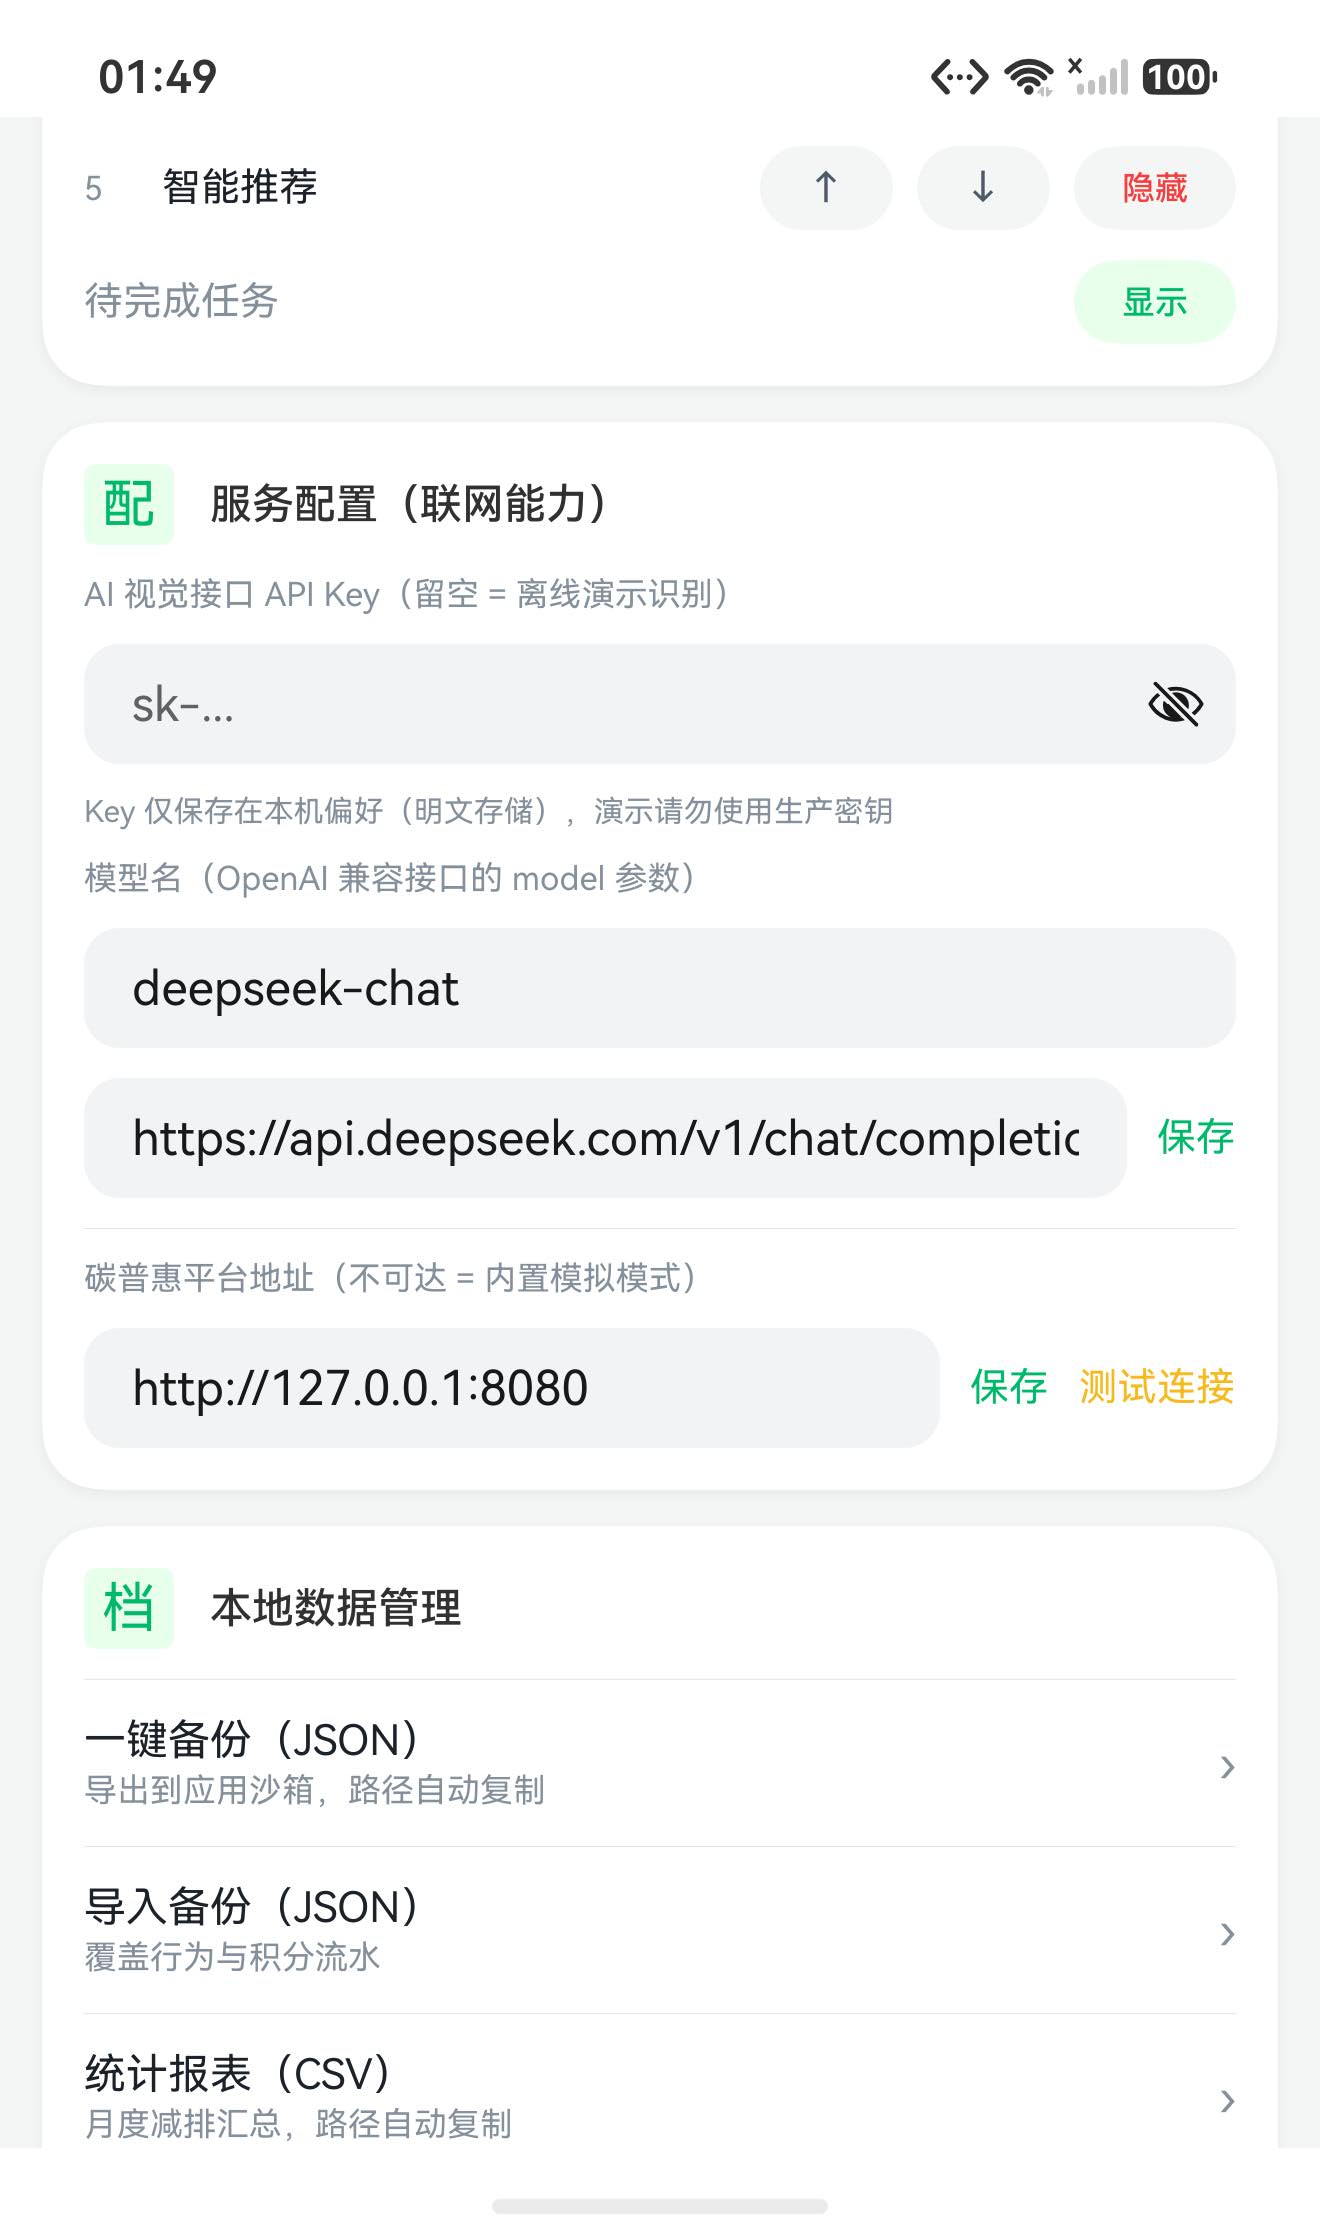 01:49
100
5 智能推荐 ↑ ↓ 隐藏
待完成任务 显示
配 服务配置（联网能力）
AI 视觉接口 API Key（留空 = 离线演示识别）
sk-...
Key 仅保存在本机偏好（明文存储），演示请勿使用生产密钥
模型名（OpenAI 兼容接口的 model 参数）
deepseek-chat
https://api.deepseek.com/v1/chat/completic 保存
碳普惠平台地址（不可达 = 内置模拟模式）
http://127.0.0.1:8080 保存 测试连接
档 本地数据管理
一键备份（JSON）
导出到应用沙箱，路径自动复制
导入备份（JSON）
覆盖行为与积分流水
统计报表（CSV）
月度减排汇总，路径自动复制